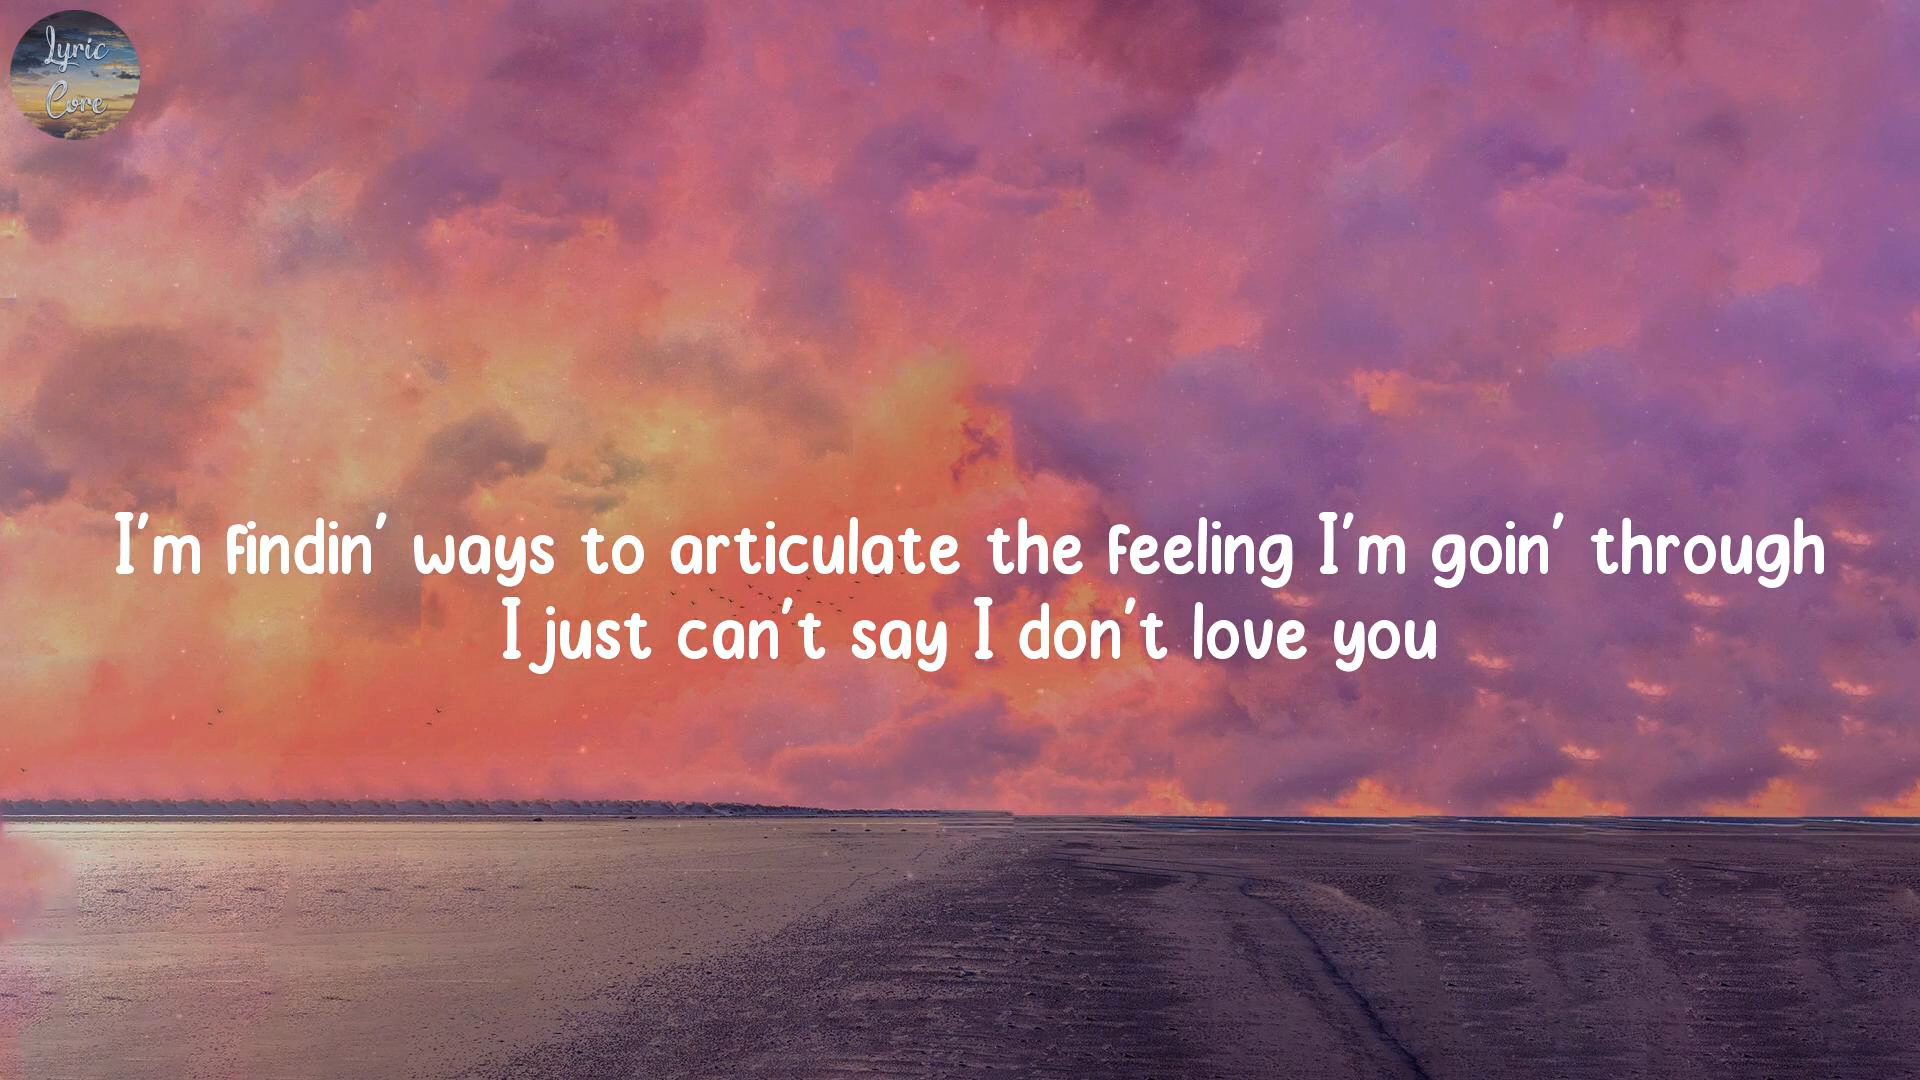 Lyric
Core
I'm findin' ways to articulate the feeling I'm goin' through
I just can't say I don't love you